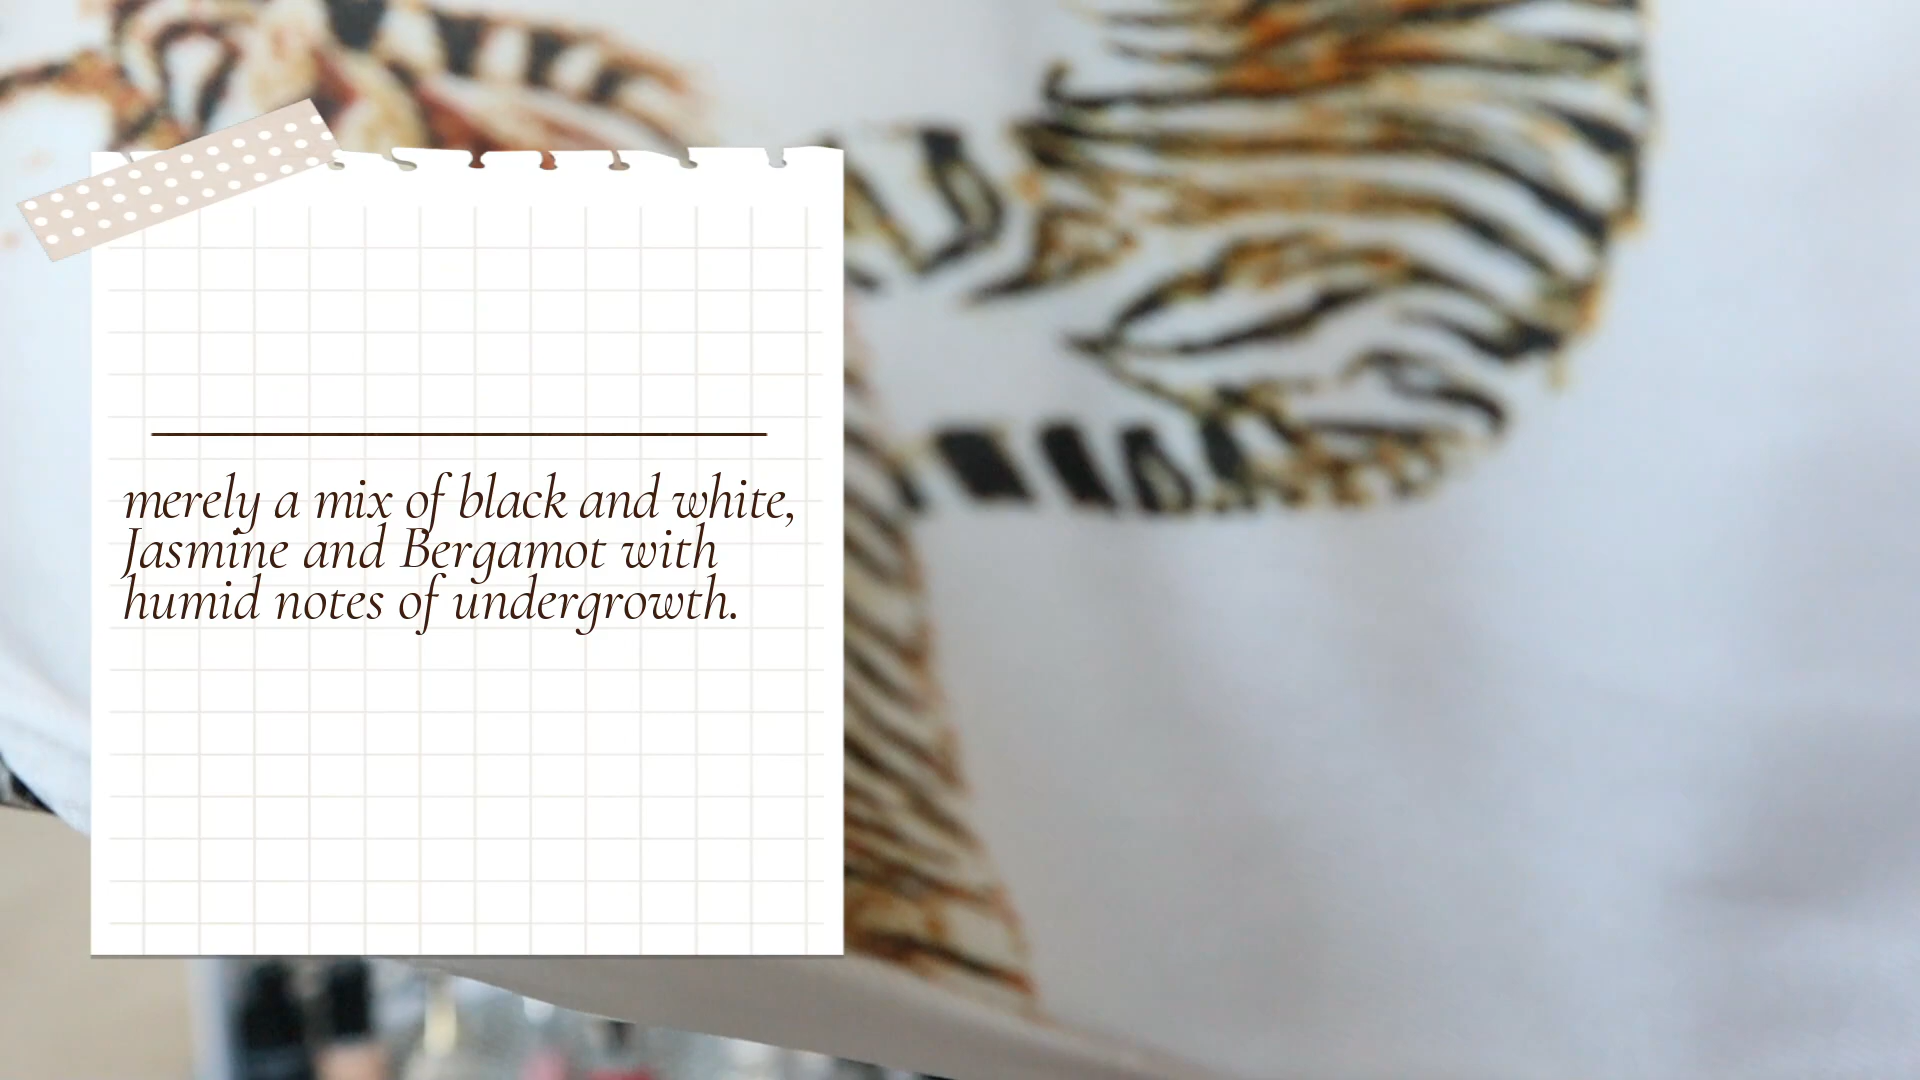 merely a mix of black and white,
Jasmine and Bergamot with
humid notes of undergrowth.